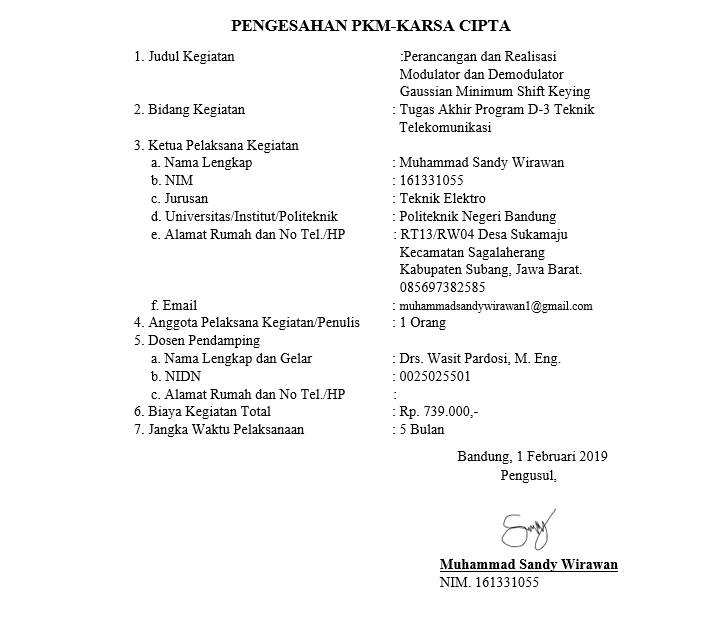 PENGESAHAN PKM-KARSA CIPTA
1. Judul Kegiatan :Perancangan dan Realisasi
Modulator dan Demodulator
Gaussian Minimum Shift Keying
2. Bidang Kegiatan : Tugas Akhir Program D-3 Teknik
Telekomunikasi
3. Ketua Pelaksana Kegiatan
a. Nama Lengkap : Muhammad Sandy Wirawan
b. NIM : 161331055
c. Jurusan : Teknik Elektro
d. Universitas/Institut/Politeknik : Politeknik Negeri Bandung
e. Alamat Rumah dan No Tel./HP : RT13/RW04 Desa Sukamaju
Kecamatan Sagalaherang
Kabupaten Subang, Jawa Barat.
085697382585
f. Email : muhammadsandywirawan1@gmail.com
4. Anggota Pelaksana Kegiatan/Penulis : 1 Orang
5. Dosen Pendamping
a. Nama Lengkap dan Gelar : Drs. Wasit Pardosi, M. Eng.
b. NIDN : 0025025501
c. Alamat Rumah dan No Tel./HP :
6. Biaya Kegiatan Total : Rp. 739.000,-
7. Jangka Waktu Pelaksanaan : 5 Bulan
Bandung, 1 Februari 2019
Pengusul,
Muhammad Sandy Wirawan
NIM. 161331055